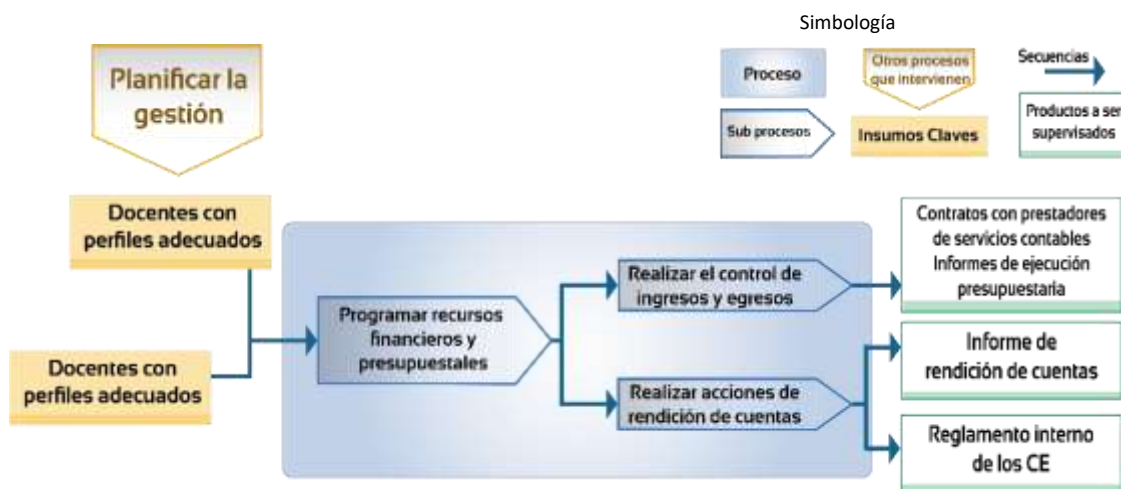 Simbología
Proceso
Otros procesos
que intervienen
Secuencias
Sub procesos
Insumos Claves
Productos a ser
supervisados
Planificar la
gestión
Docentes con
perfiles adecuados
Docentes con
perfiles adecuados
Programar recursos
financieros y
presupuestales
Realizar el control de
ingresos y egresos
Realizar acciones de
rendición de cuentas
Contratos con prestadores
de servicios contables
Informes de ejecución
presupuestaria
Informe de
rendición de cuentas
Reglamento interno
de los CE